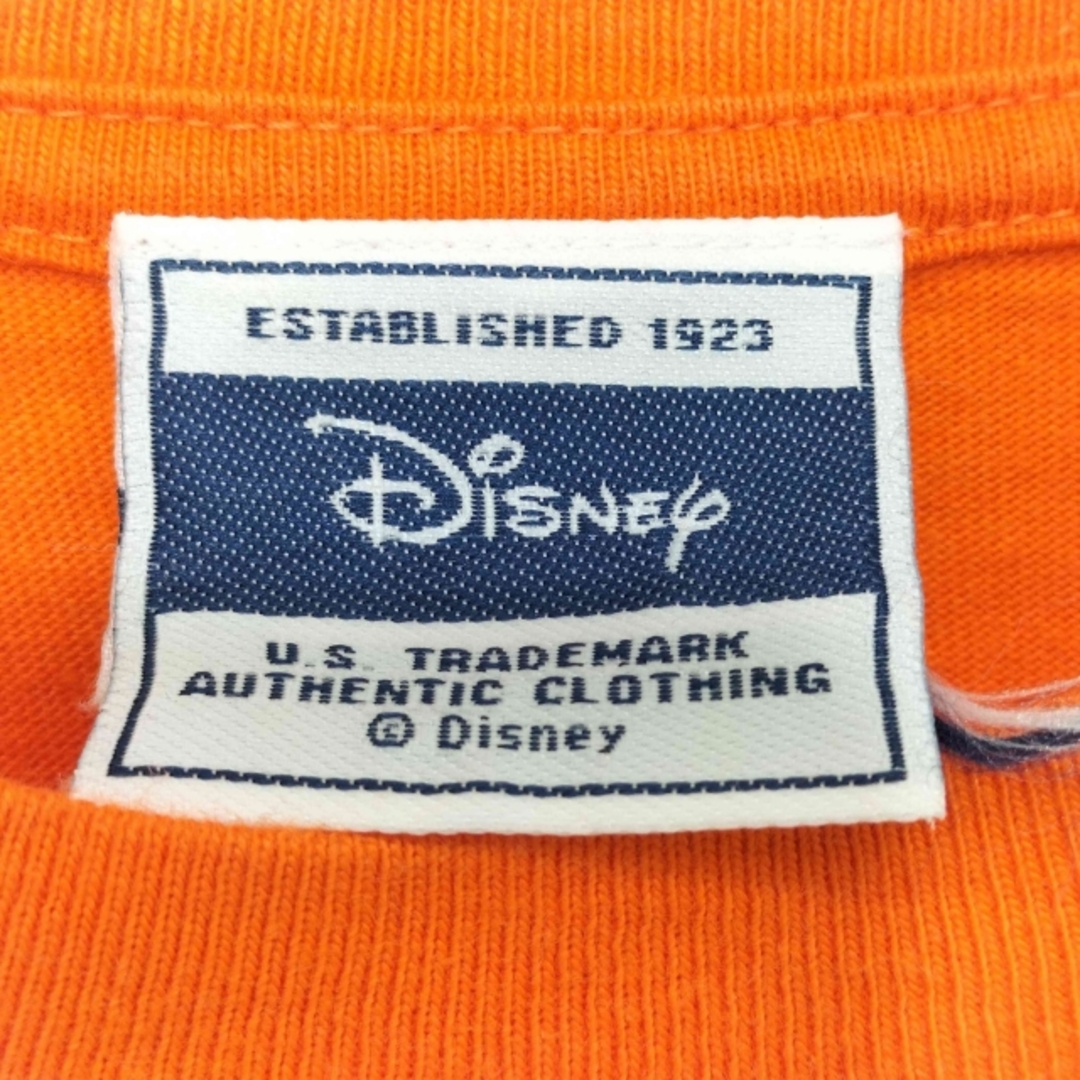 ESTABLISHED 1923
Disney
U.S. TRADEMARK
AUTHENTIC CLOTHING
© Disney